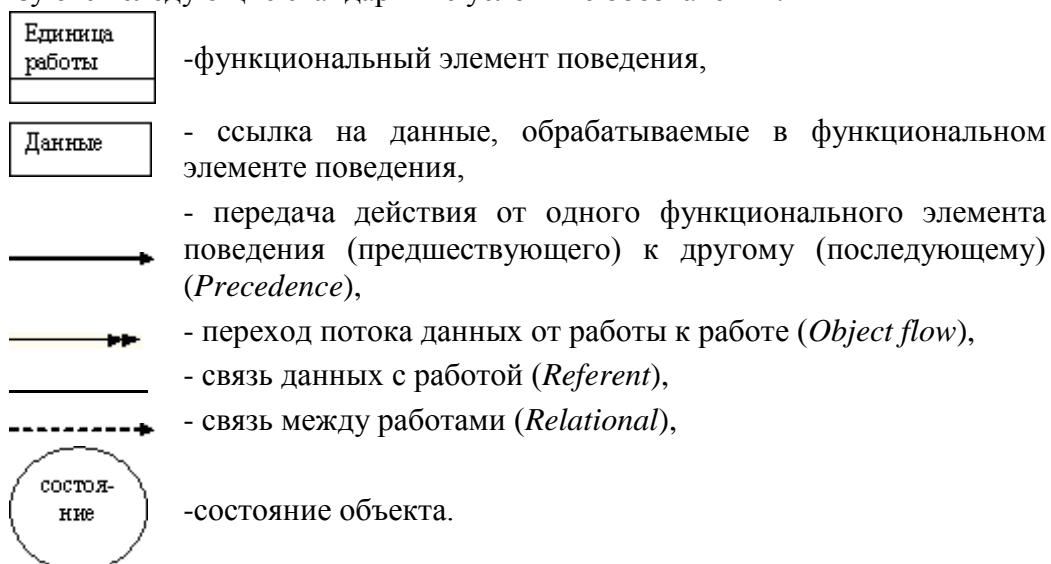 Единица
работы
-функциональный элемент поведения,
Данные
- ссылка на данные, обрабатываемые в функциональном
элементе поведения,
- передача действия от одного функционального элемента
поведения (предшествующего) к другому (последующему)
(Precedence),
- переход потока данных от работы к работе (Object flow),
- связь данных с работой (Referent),
- связь между работами (Relational),
состоя-
ние
-состояние объекта.